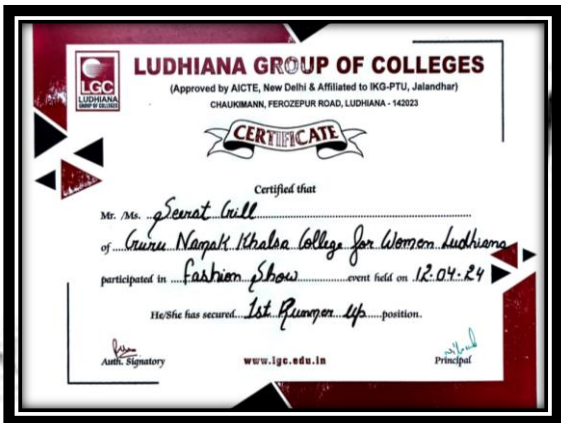 LGC
LUDHIANA
GROUP OF COLLEGES
LUDHIANA GROUP OF COLLEGES
(Approved by AICTE, New Delhi & Affiliated to IKG-PTU, Jalandhar)
CHAUKIMANN, FEROZEPUR ROAD, LUDHIANA - 142023
CERTIFICATE
Certified that
Mr. /Ms. Seerat Gill
of Guru Nanak Khalsa College for Women Ludhiana
participated in Fashion Show event held on 12.04.24
He/She has secured 1st Runner Up position.
Auth. Signatory www.lgc.edu.in Principal